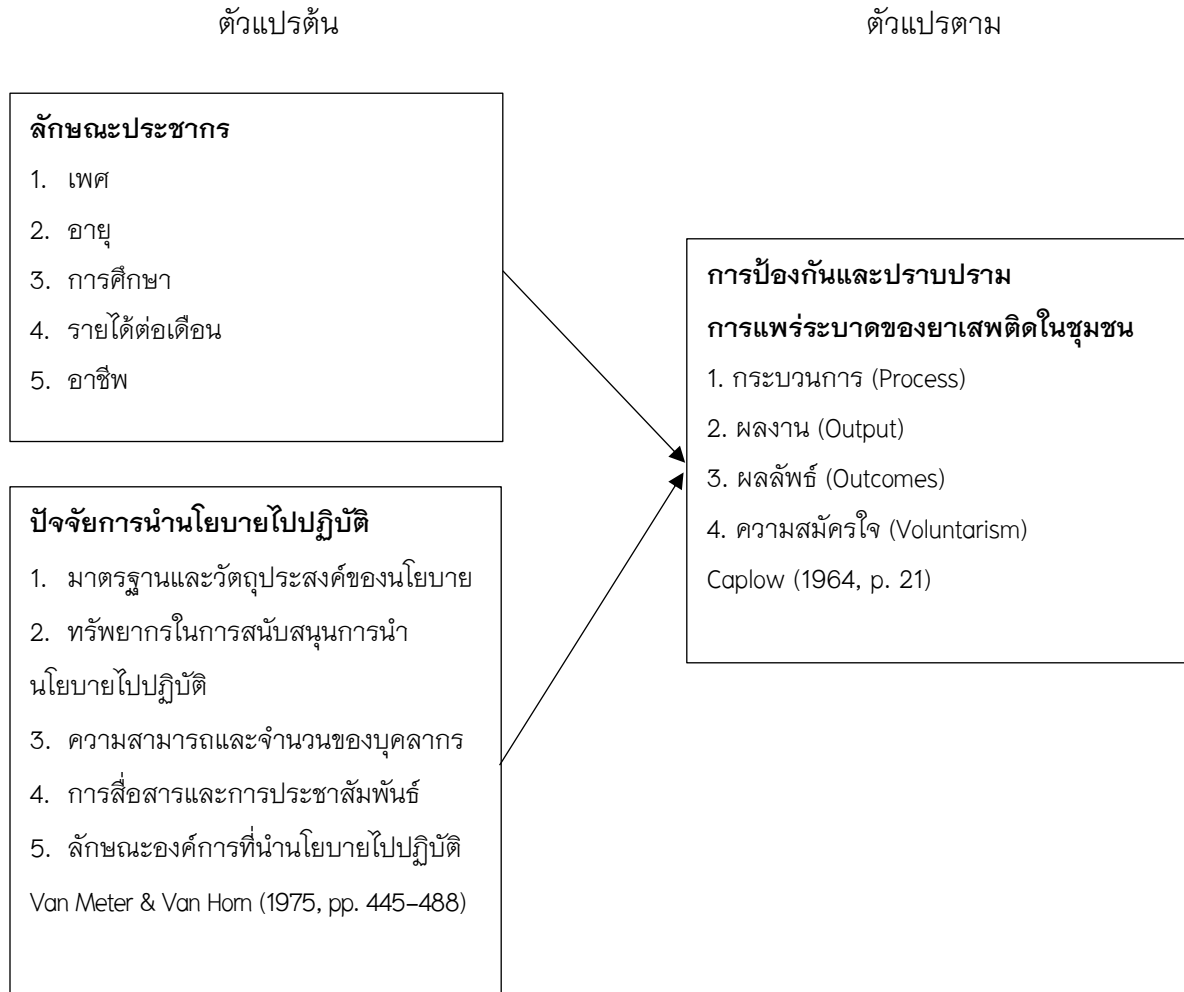 ตัวแปรต้น
ตัวแปรตาม
ลักษณะประชากร
1. เพศ
2. อายุ
3. การศึกษา
4. รายได้ต่อเดือน
5. อาชีพ
ปัจจัยการนำนโยบายไปปฏิบัติ
1. มาตรฐานและวัตถุประสงค์ของนโยบาย
2. ทรัพยากรในการสนับสนุนการนำ
นโยบายไปปฏิบัติ
3. ความสามารถและจำนวนของบุคลากร
4. การสื่อสารและการประชาสัมพันธ์
5. ลักษณะองค์การที่นำนโยบายไปปฏิบัติ
Van Meter & Van Horn (1975, pp. 445–488)
การป้องกันและปราบปราม
การแพร่ระบาดของยาเสพติดในชุมชน
1. กระบวนการ (Process)
2. ผลงาน (Output)
3. ผลลัพธ์ (Outcomes)
4. ความสมัครใจ (Voluntarism)
Caplow (1964, p. 21)